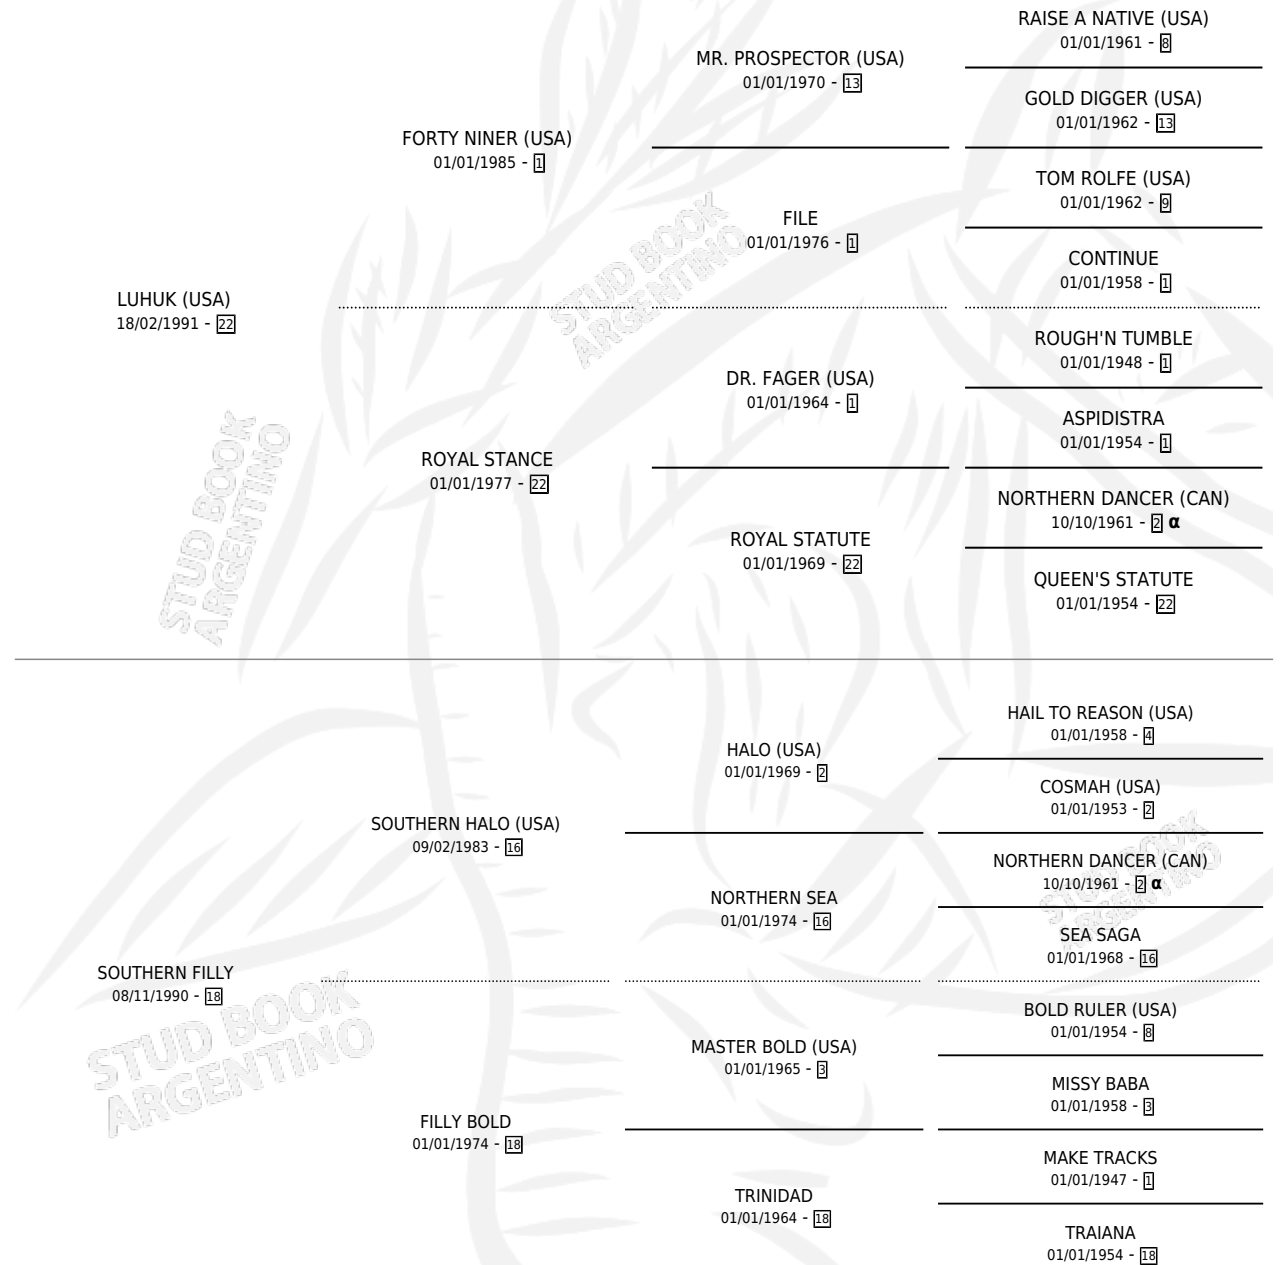 RAISE A NATIVE (USA)
01/01/1961 - 8
MR. PROSPECTOR (USA)
01/01/1970 - 13
GOLD DIGGER (USA)
01/01/1962 - 13
FORTY NINER (USA)
01/01/1985 - 1
TOM ROLFE (USA)
01/01/1962 - 9
FILE
01/01/1976 - 1
CONTINUE
01/01/1958 - 1
LUHUK (USA)
18/02/1991 - 22
ROUGH'N TUMBLE
01/01/1948 - 1
DR. FAGER (USA)
01/01/1964 - 1
ASPIDISTRA
01/01/1954 - 1
ROYAL STANCE
01/01/1977 - 22
NORTHERN DANCER (CAN)
10/10/1961 - 2 α
ROYAL STATUTE
01/01/1969 - 22
QUEEN'S STATUTE
01/01/1954 - 22
HAIL TO REASON (USA)
01/01/1958 - 4
HALO (USA)
01/01/1969 - 2
COSMAH (USA)
01/01/1953 - 2
SOUTHERN HALO (USA)
09/02/1983 - 16
NORTHERN DANCER (CAN)
10/10/1961 - 2 α
NORTHERN SEA
01/01/1974 - 16
SEA SAGA
01/01/1968 - 16
SOUTHERN FILLY
08/11/1990 - 18
BOLD RULER (USA)
01/01/1954 - 8
MASTER BOLD (USA)
01/01/1965 - 3
MISSY BABA
01/01/1958 - 3
FILLY BOLD
01/01/1974 - 18
MAKE TRACKS
01/01/1947 - 1
TRINIDAD
01/01/1964 - 18
TRAIANA
01/01/1954 - 18
STUD BOOK
ARGENTINO
STUD BOOK
ARGENTINO
STUD BOOK
ARGENTINO
STUD BOOK
ARGENTINO